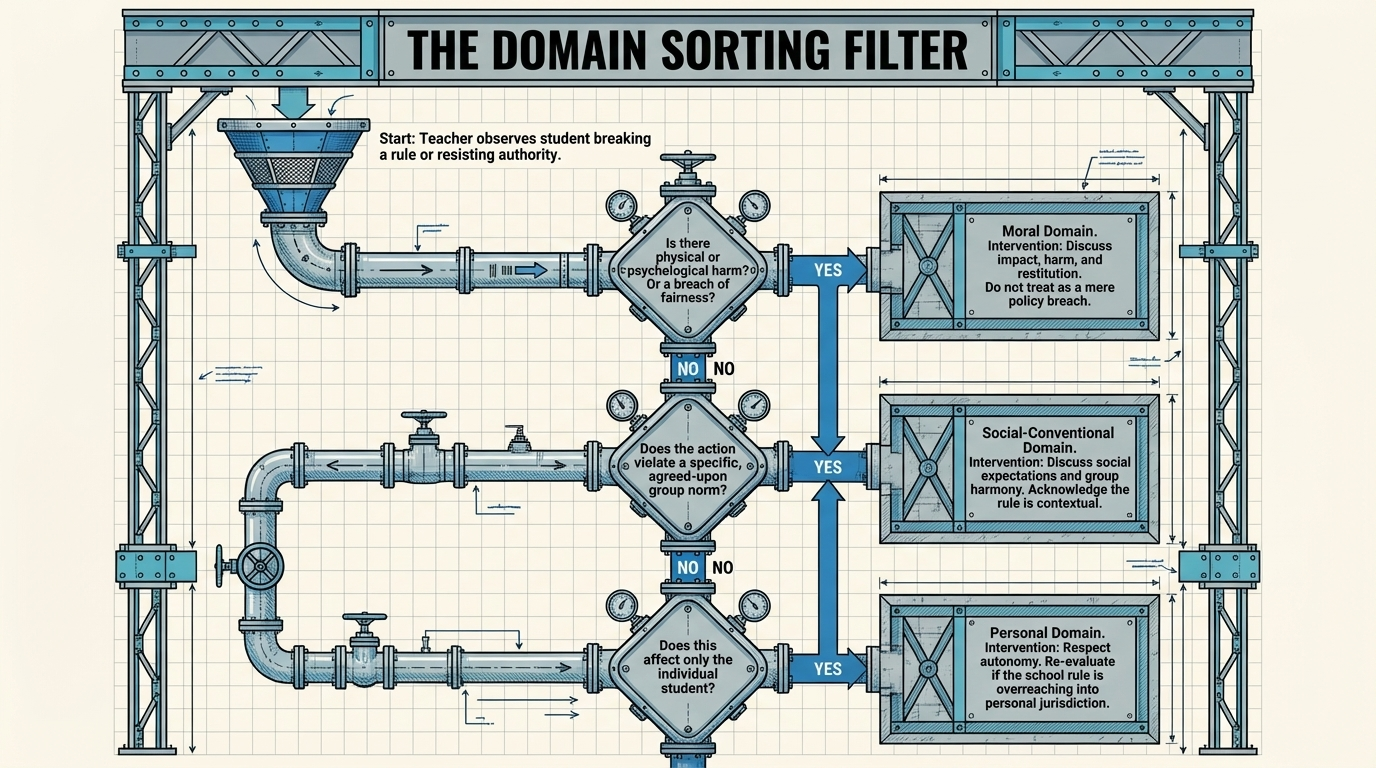 THE DOMAIN SORTING FILTER
Start: Teacher observes student breaking
a rule or resisting authority.
Is there
physical or
psychelogical harm?
Or a breach of
fairness?
YES
Moral Domain.
Intervention: Discuss
impact, harm, and
restitution.
Do not treat as a mere
policy breach.
NO NO
Does the action
vielate a specific,
agreed-upon
group norm?
YES
Social-Conventional
Domain.
Intervention: Discuss social
expectations and group
harmony. Acknowledge the
rule is contextual.
NO NO
Does this
affect only the
individual
student?
YES
Personal Domain.
Intervention: Respect
autonomy. Re-evaluate
if the school rule is
overreaching into
personal jurisdiction.